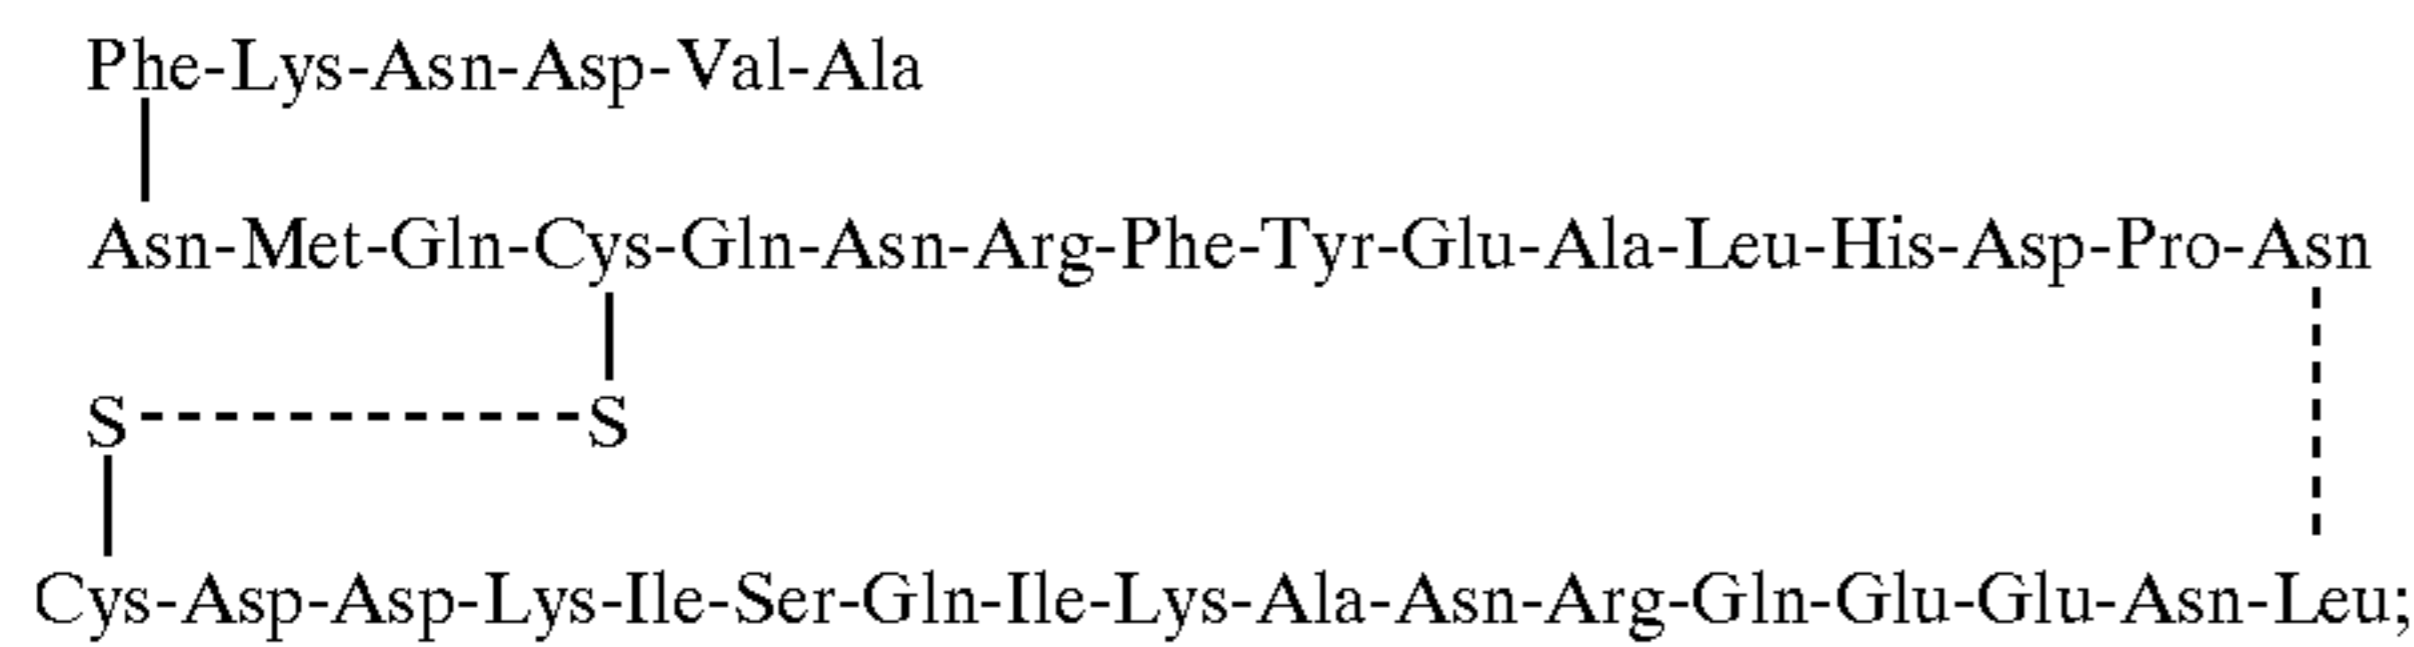 Phe-Lys-Asn-Asp-Val-Ala
Asn-Met-Gln-Cys-Gln-Asn-Arg-Phe-Tyr-Glu-Ala-Leu-His-Asp-Pro-Asn
S S
Cys-Asp-Asp-Lys-Ile-Ser-Gln-Ile-Lys-Ala-Asn-Arg-Gln-Glu-Glu-Asn-Leu;